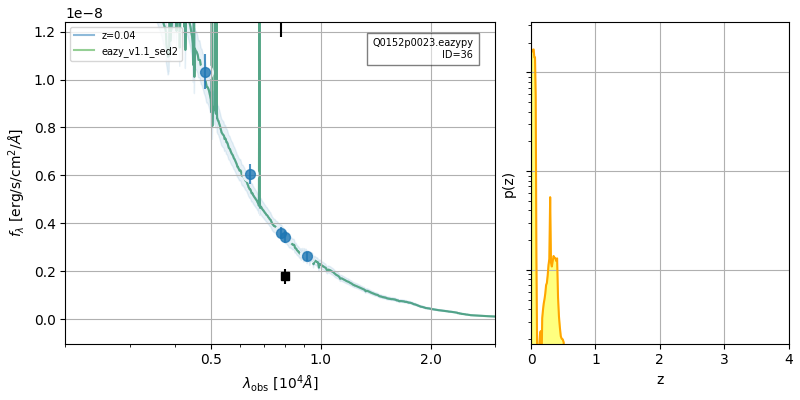 1e−8
z=0.04
eazy_v1.1_sed2
Q0152p0023.eazypy
ID=36
1.2
1.0
0.8
0.6
0.4
0.2
0.0
f_λ [erg/s/cm²/Å]
0.5 1.0 2.0
λ_obs [10⁴Å]
p(z)
0 1 2 3 4
z